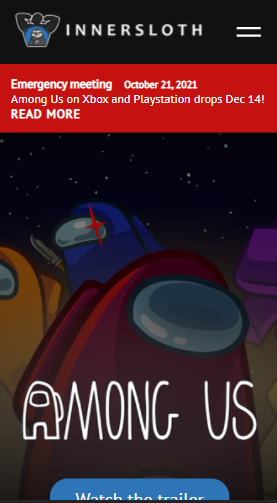 INNERSLOTH
Emergency meeting October 21, 2021
Among Us on Xbox and Playstation drops Dec 14!
READ MORE
AMONG US
Watch the trailer